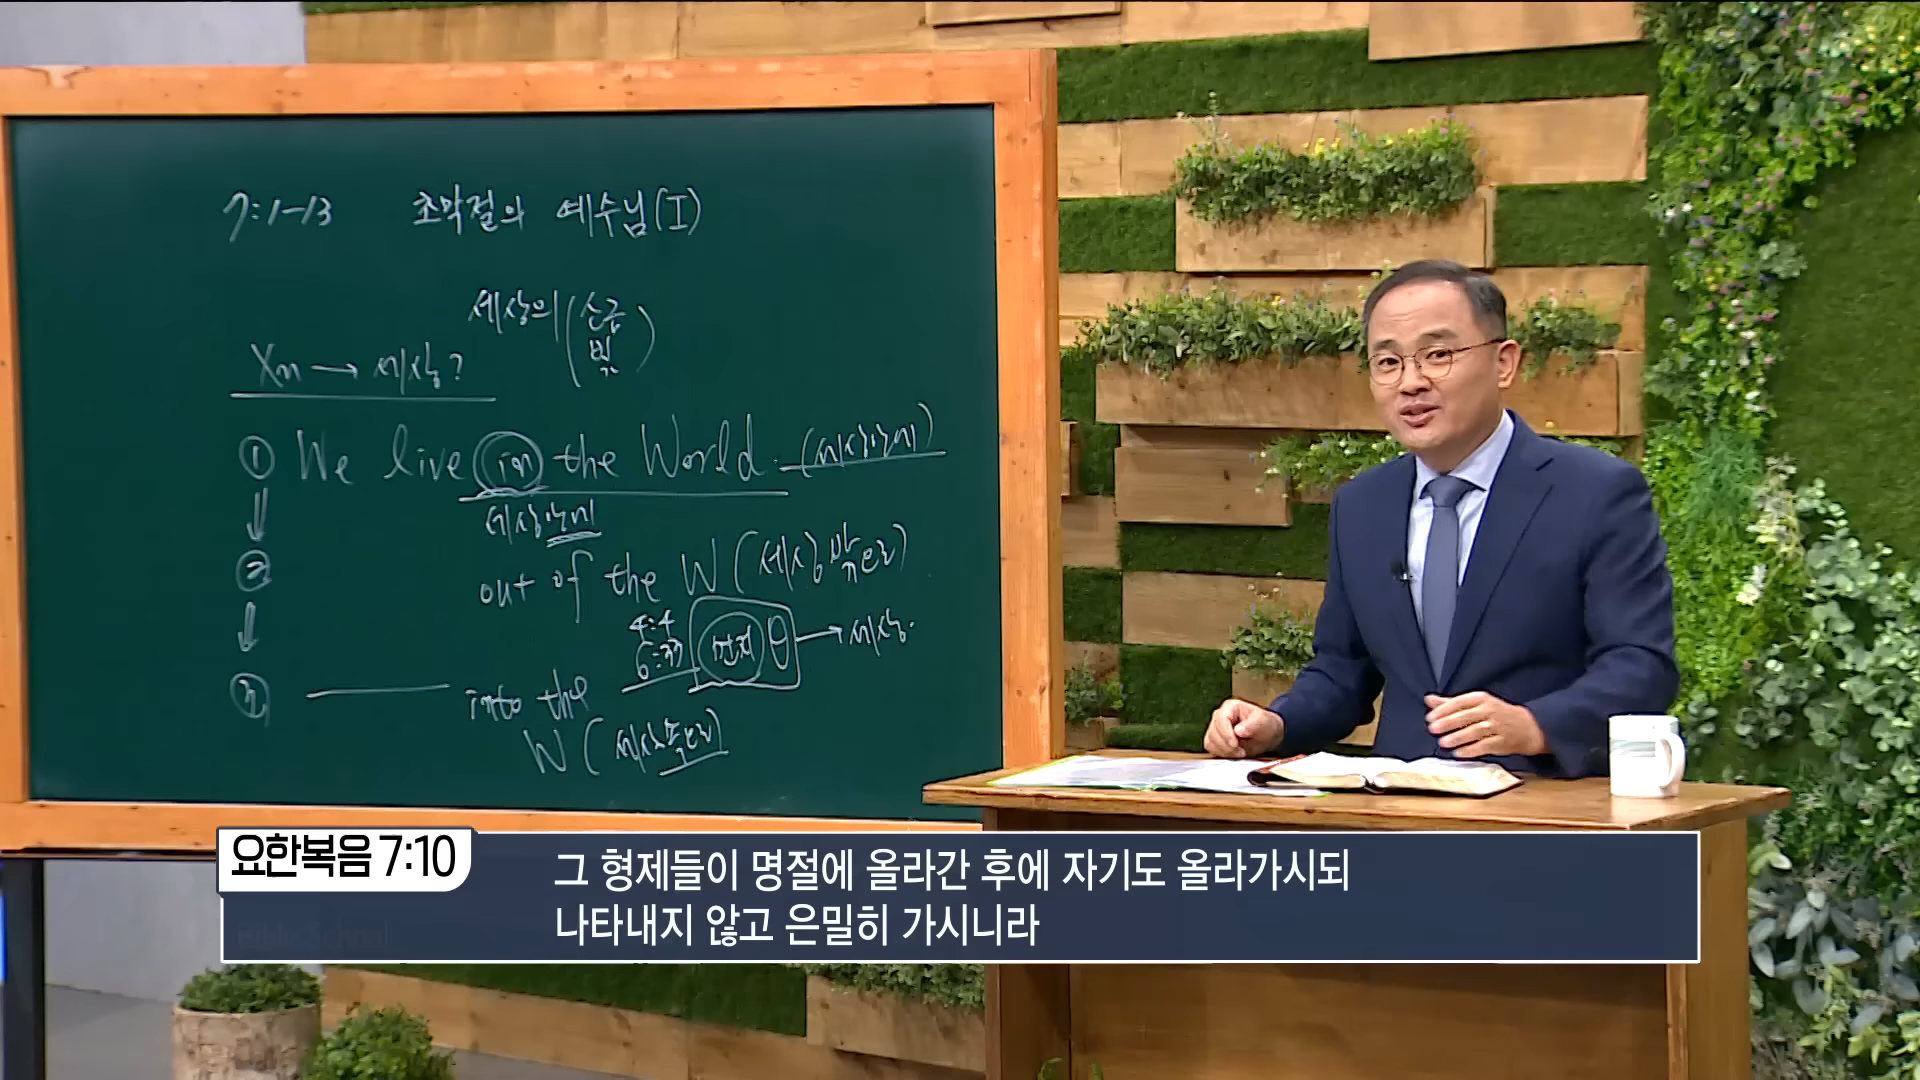 7:1-13 초막절의 예수님(I)
세상의 (소금
빛)
Xn → 세상?
① We live in the World. (세상안에)
세상안에
② out of the W (세상밖으로)
4:4
6:33 먼저 → 세상.
③ into the
W (세상속으로)
요한복음 7:10
그 형제들이 명절에 올라간 후에 자기도 올라가시되
나타내지 않고 은밀히 가시니라
Bible School